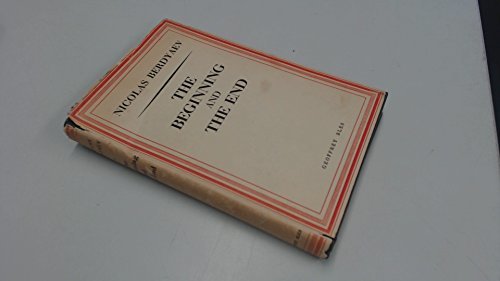 NICOLAS BERDYAEV
THE
BEGINNING
AND
THE END
GEOFFREY BLES